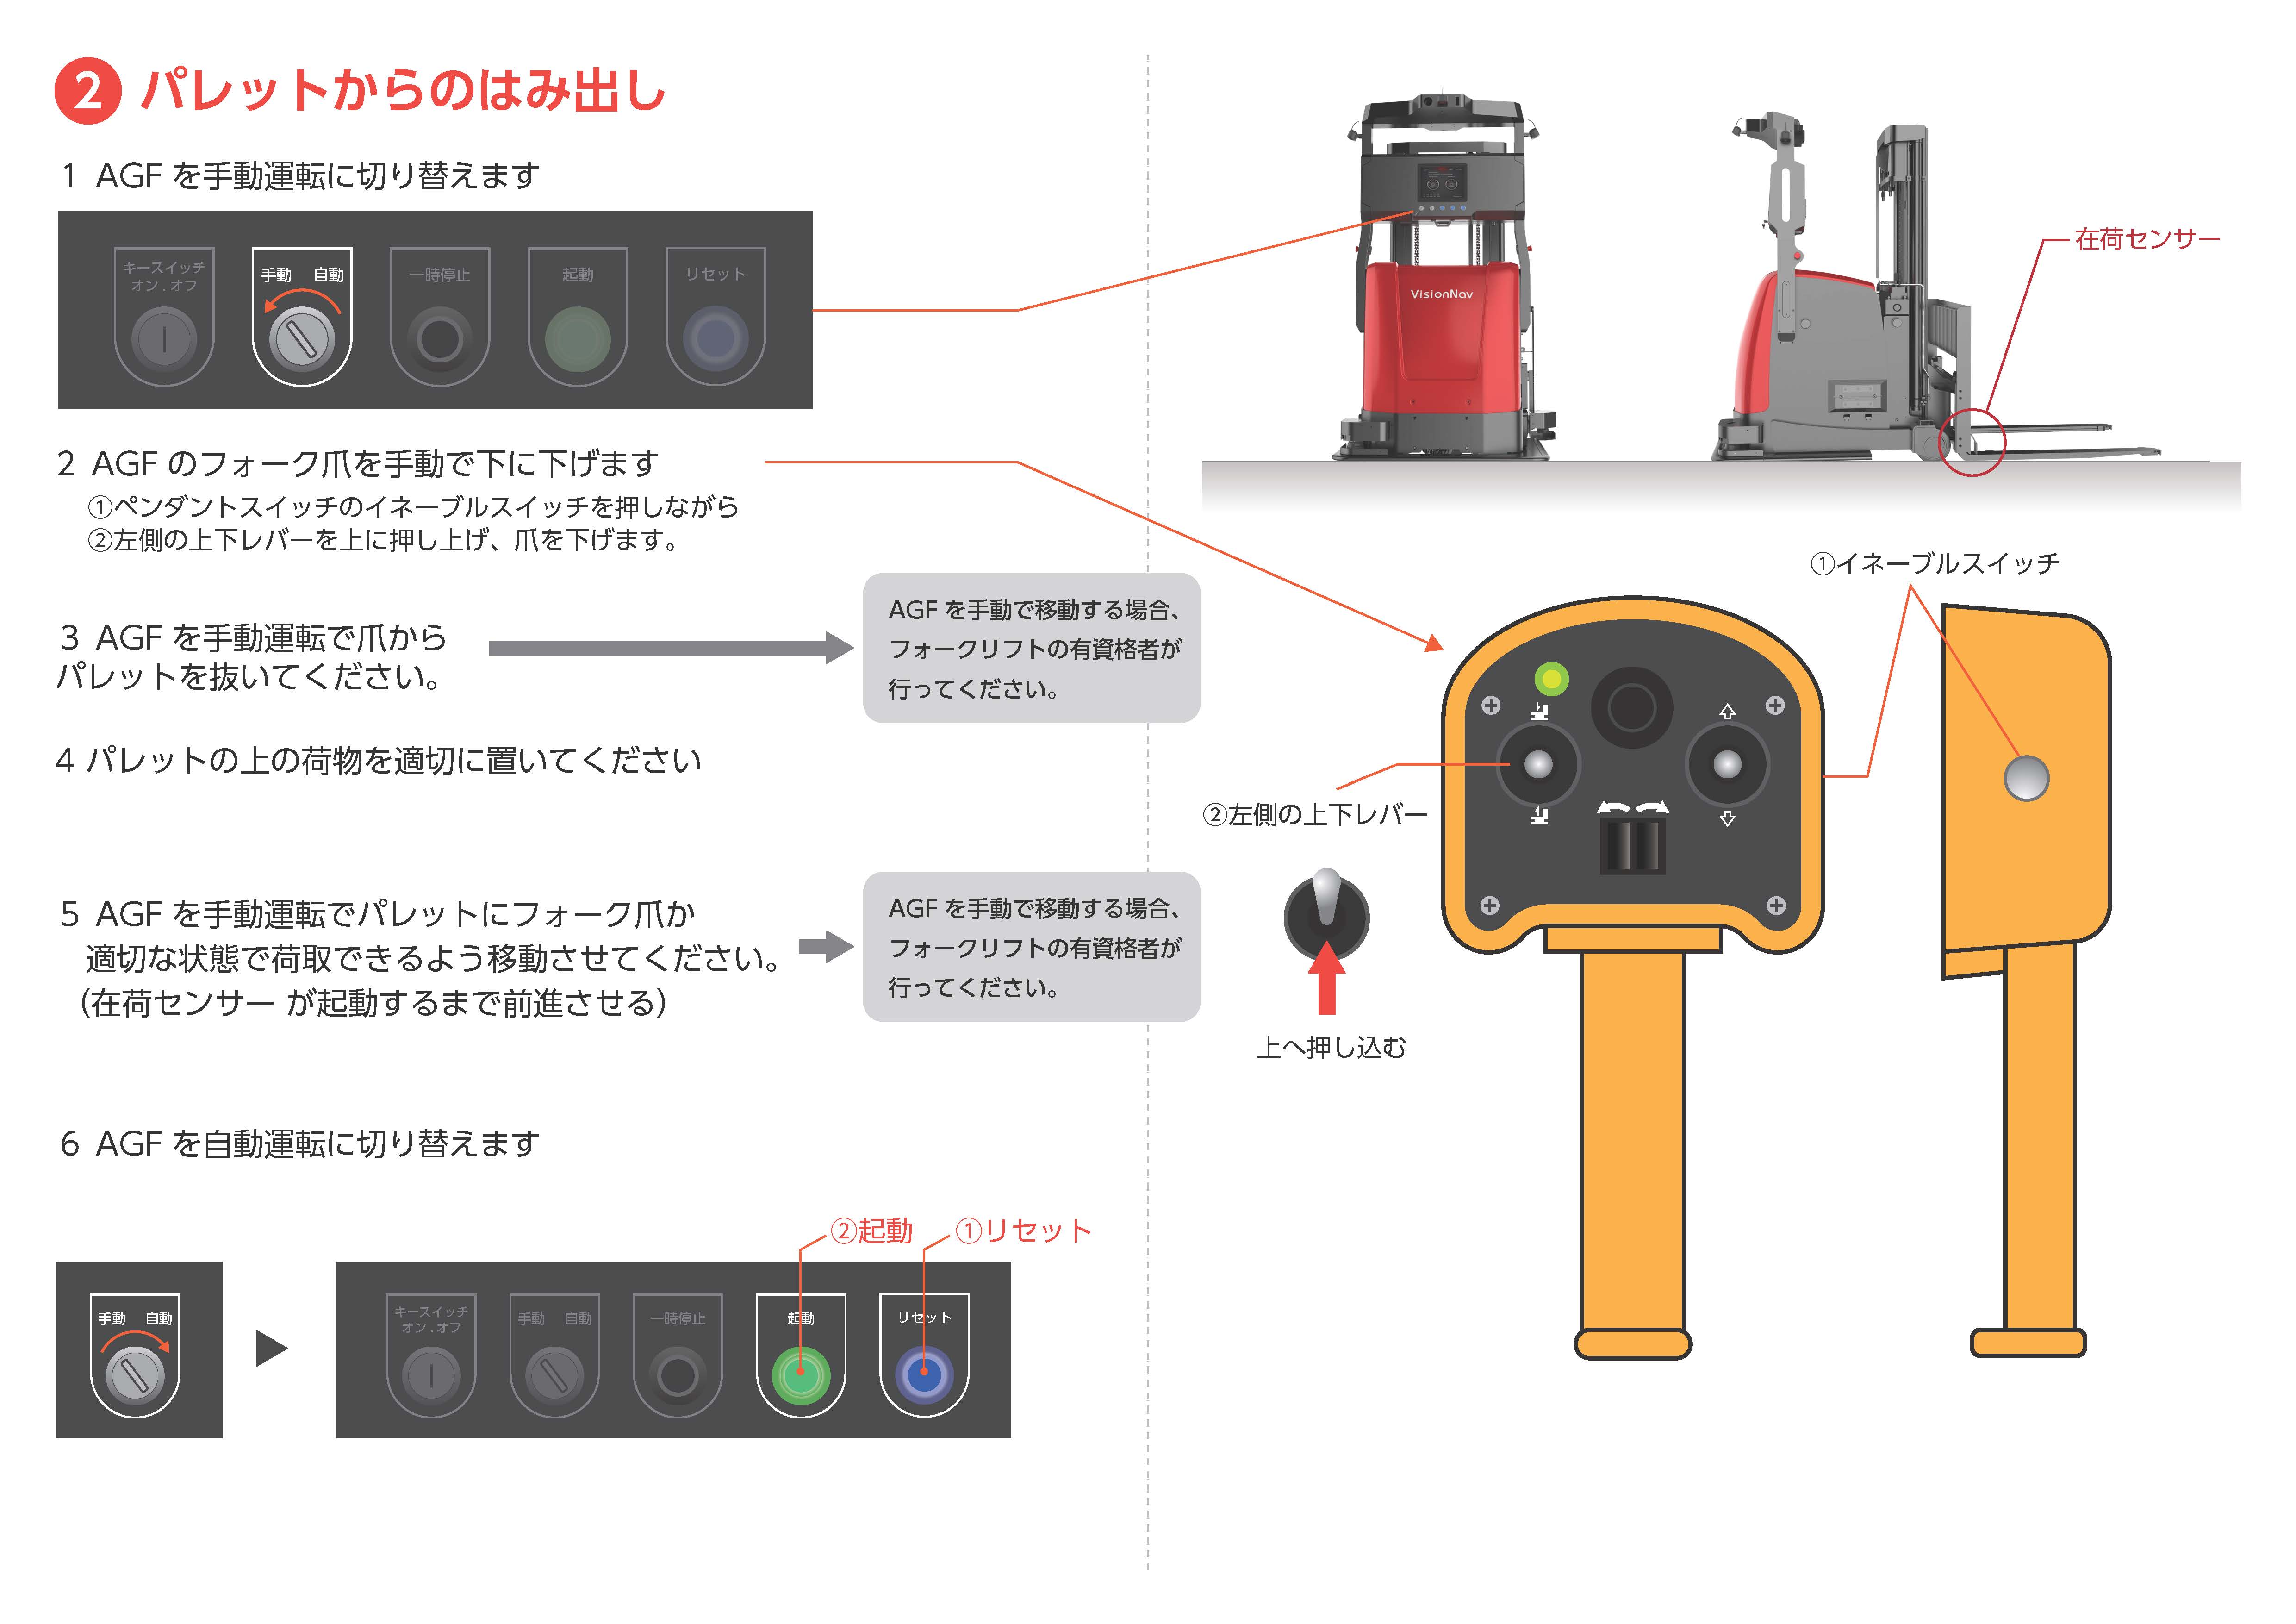 2 パレットからのはみ出し
1 AGF を手動運転に切り替えます
キースイッチ
オン . オフ
手動 自動
一時停止
起動
リセット
2 AGF のフォーク爪を手動で下に下げます
①ペンダントスイッチのイネーブルスイッチを押しながら
②左側の上下レバーを上に押し上げ、爪を下げます。
3 AGF を手動運転で爪から
パレットを抜いてください。
AGF を手動で移動する場合、
フォークリフトの有資格者が
行ってください。
4 パレットの上の荷物を適切に置いてください
5 AGF を手動運転でパレットにフォーク爪か
適切な状態で荷取できるよう移動させてください。
（在荷センサー が起動するまで前進させる）
AGF を手動で移動する場合、
フォークリフトの有資格者が
行ってください。
6 AGF を自動運転に切り替えます
②起動
①リセット
手動 自動
キースイッチ
オン . オフ
手動 自動
一時停止
起動
リセット
VisionNav
在荷センサー
①イネーブルスイッチ
②左側の上下レバー
上へ押し込む